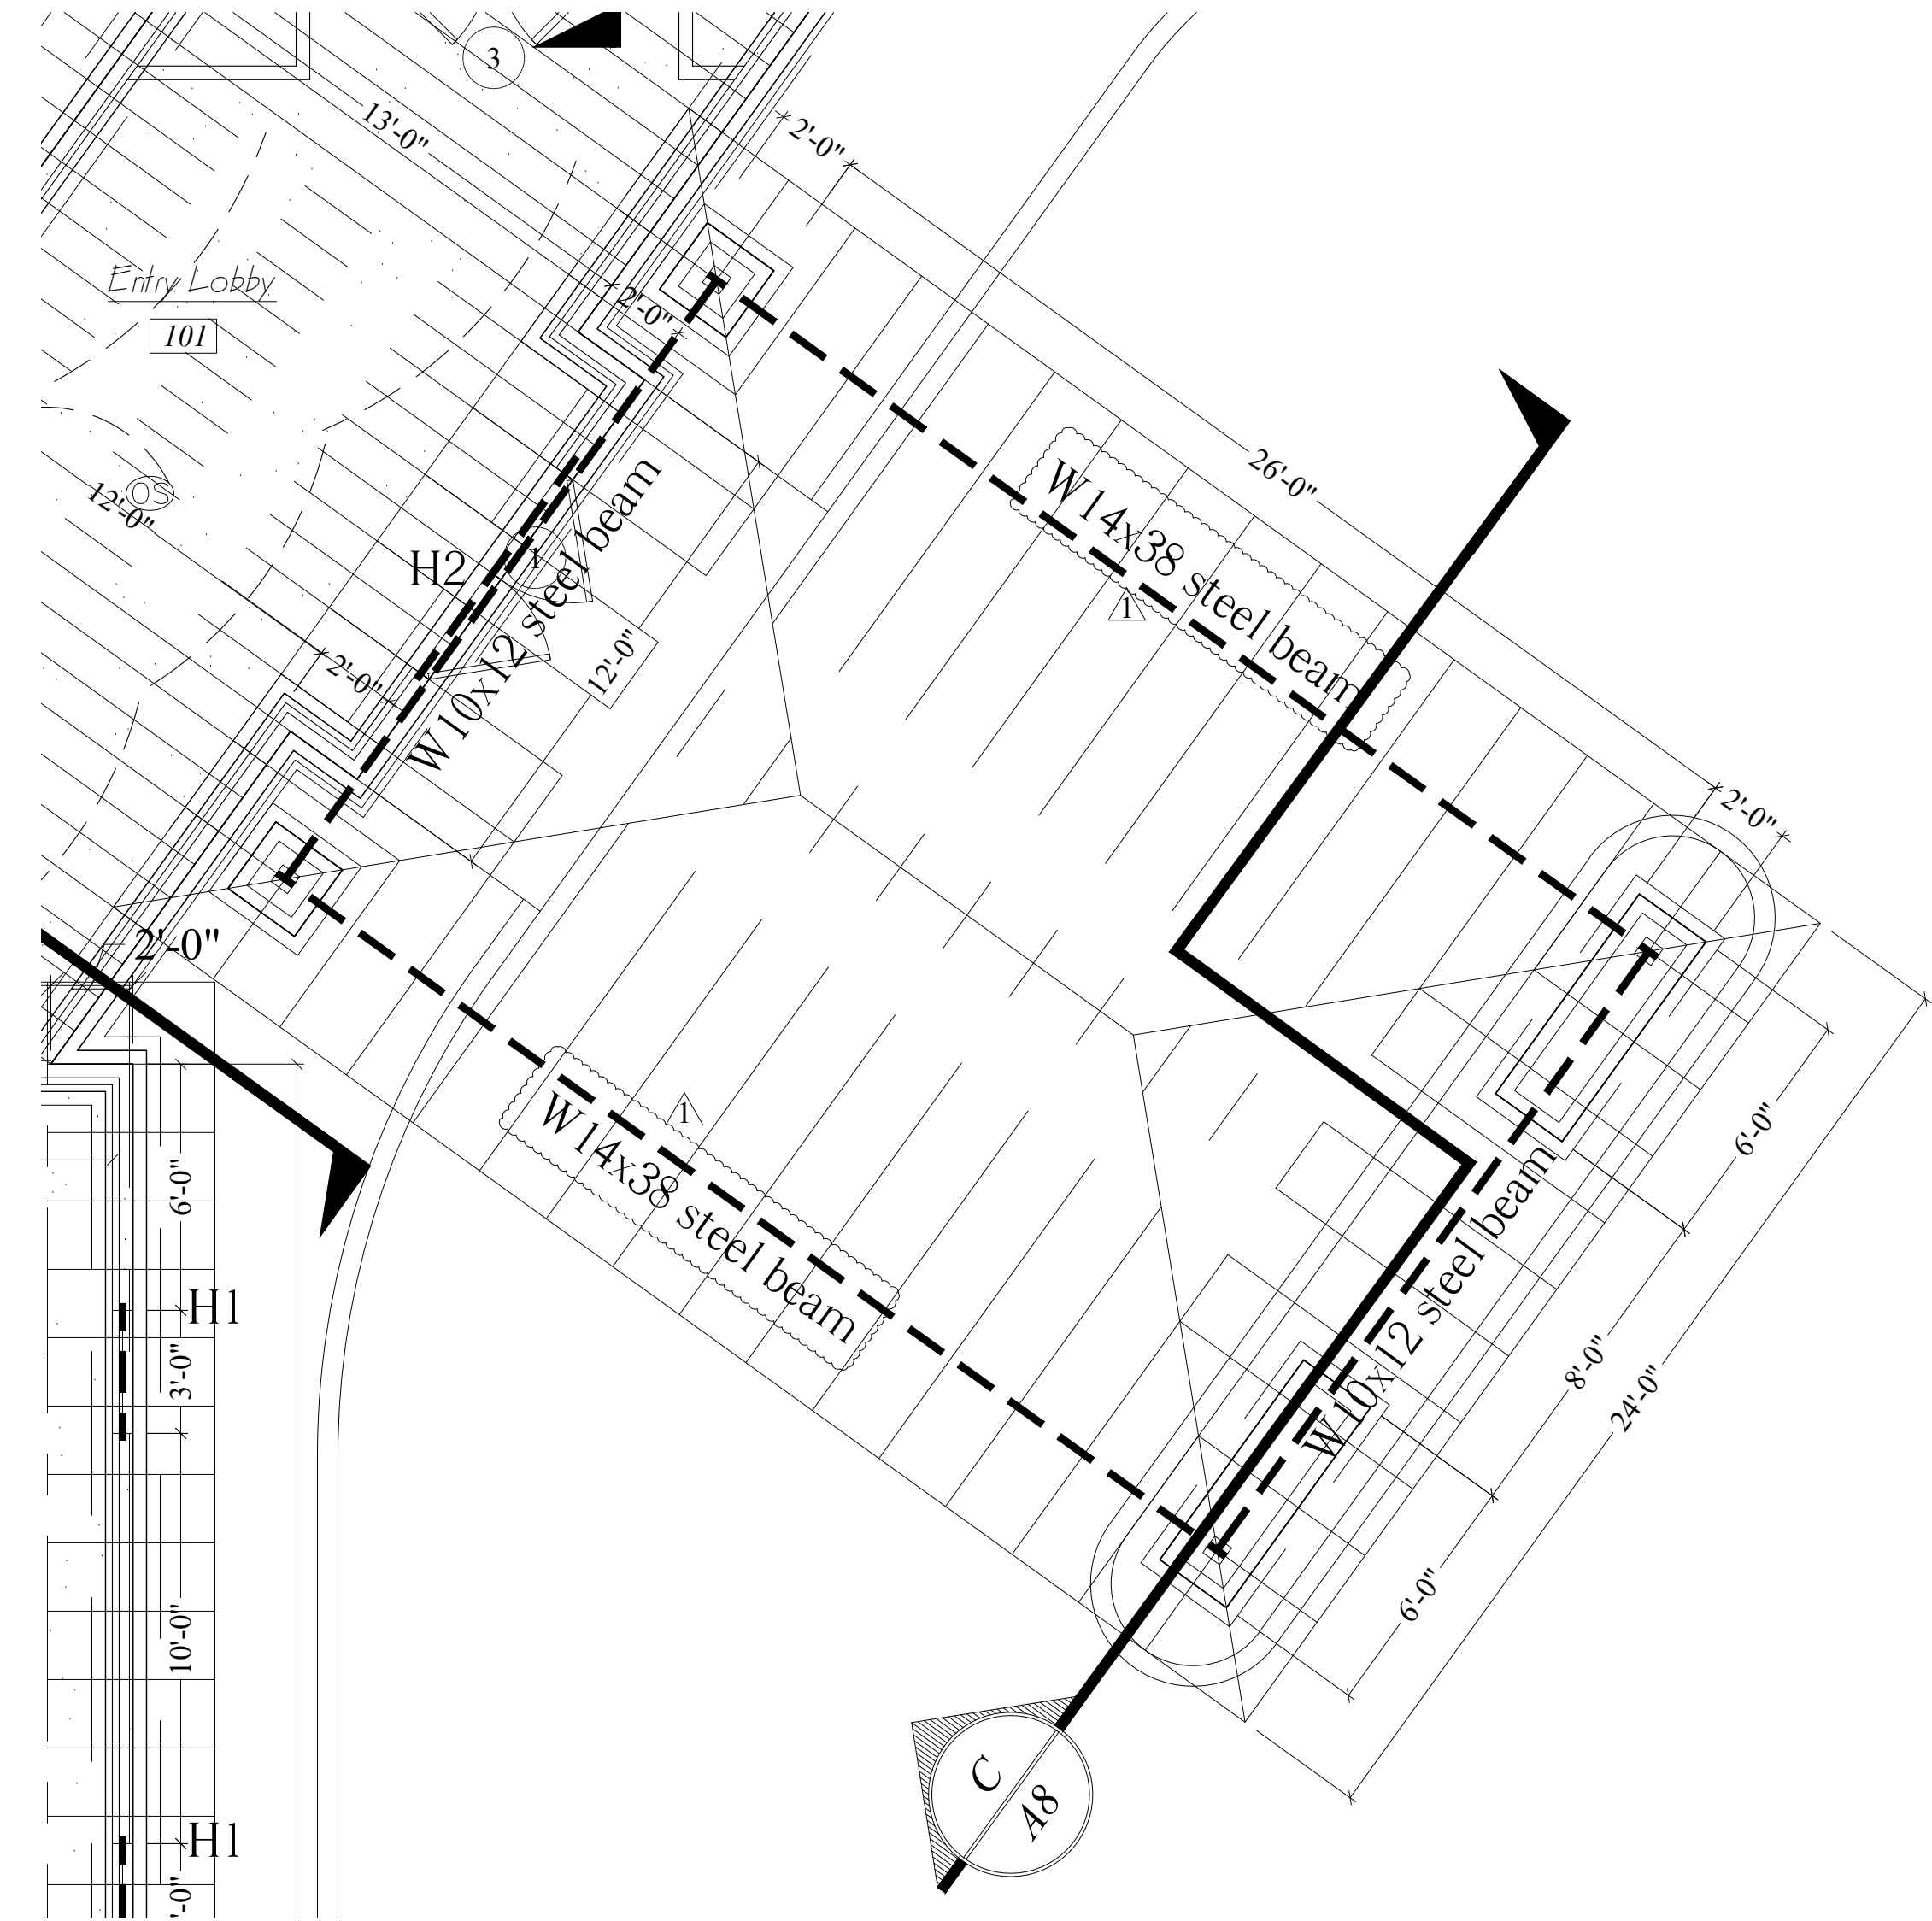 3
13'-0"
2'-0"
Entry Lobby
101
2'-0"
26'-0"
W14x38 steel beam
1
OS
12'-0"
H2
1
W10x12 steel beam
12'-0"
2'-0"
2'-0"
2'-0"
W14x38 steel beam
1
6'-0"
6'-0"
H1
3'-0"
W10x12 steel beam
8'-0"
24'-0"
6'-0"
10'-0"
C
A8
H1
'-0"